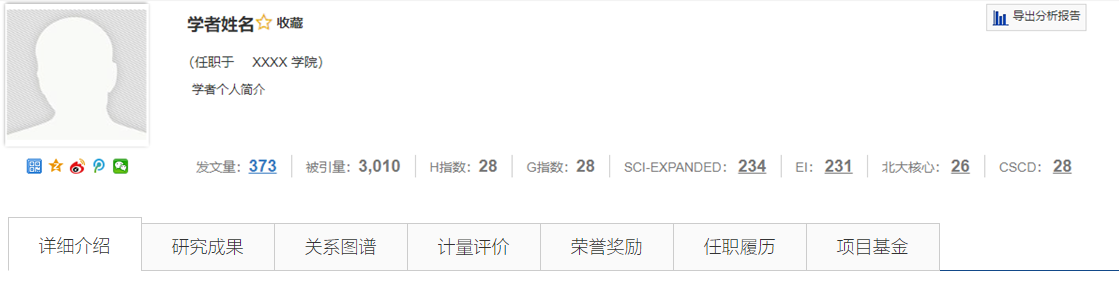 学者姓名 收藏
导出分析报告
（任职于 XXXX 学院）
学者个人简介
发文量：373 被引量：3,010 H指数：28 G指数：28 SCI-EXPANDED：234 EI：231 北大核心：26 CSCD：28
详细介绍 研究成果 关系图谱 计量评价 荣誉奖励 任职履历 项目基金